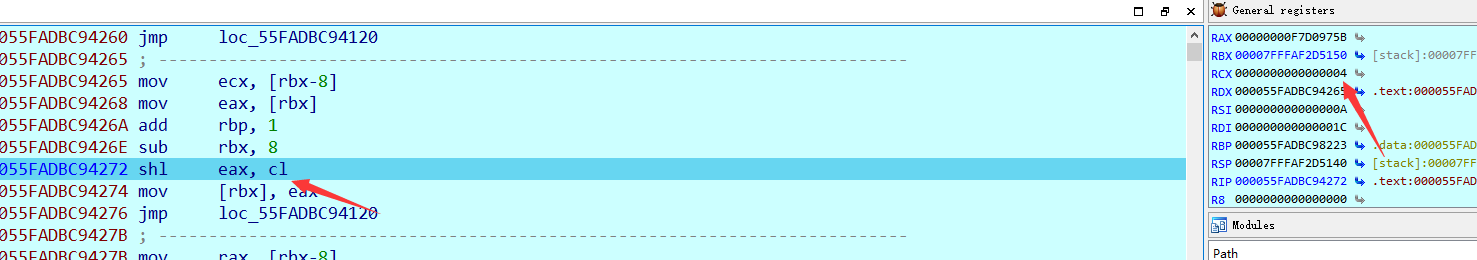 General registers
055FADBC94260 jmp loc_55FADBC94120
055FADBC94265 ; ---------------------------------------------------------------------------
055FADBC94265 mov ecx, [rbx-8]
055FADBC94268 mov eax, [rbx]
055FADBC9426A add rbp, 1
055FADBC9426E sub rbx, 8
055FADBC94272 shl eax, cl
055FADBC94274 mov [rbx], eax
055FADBC94276 jmp loc_55FADBC94120
055FADBC9427B ; ---------------------------------------------------------------------------
055FADBC9427B mov rax, [rbx-8]
RAX 00000000F7D0975B
RBX 00007FFFAF2D5150 [stack]:00007FF
RCX 0000000000000004
RDX 000055FADBC94265 .text:000055FAD
RSI 000000000000000A
RDI 000000000000001C
RBP 000055FADBC98223 .data:000055FAD
RSP 00007FFFAF2D5140 [stack]:00007FF
RIP 000055FADBC94272 .text:000055FAD
R8 0000000000000000
Modules
Path